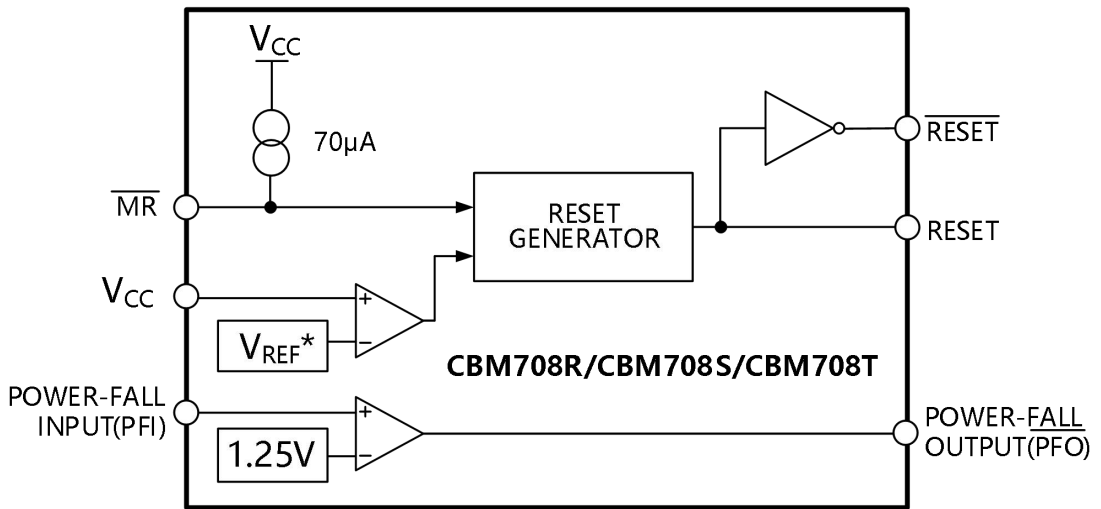 VCC
70µA
MR
RESET
GENERATOR
RESET
RESET
VCC
+
−
VREF*
CBM708R/CBM708S/CBM708T
POWER-FALL
INPUT(PFI)
+
−
1.25V
POWER-FALL
OUTPUT(PFO)